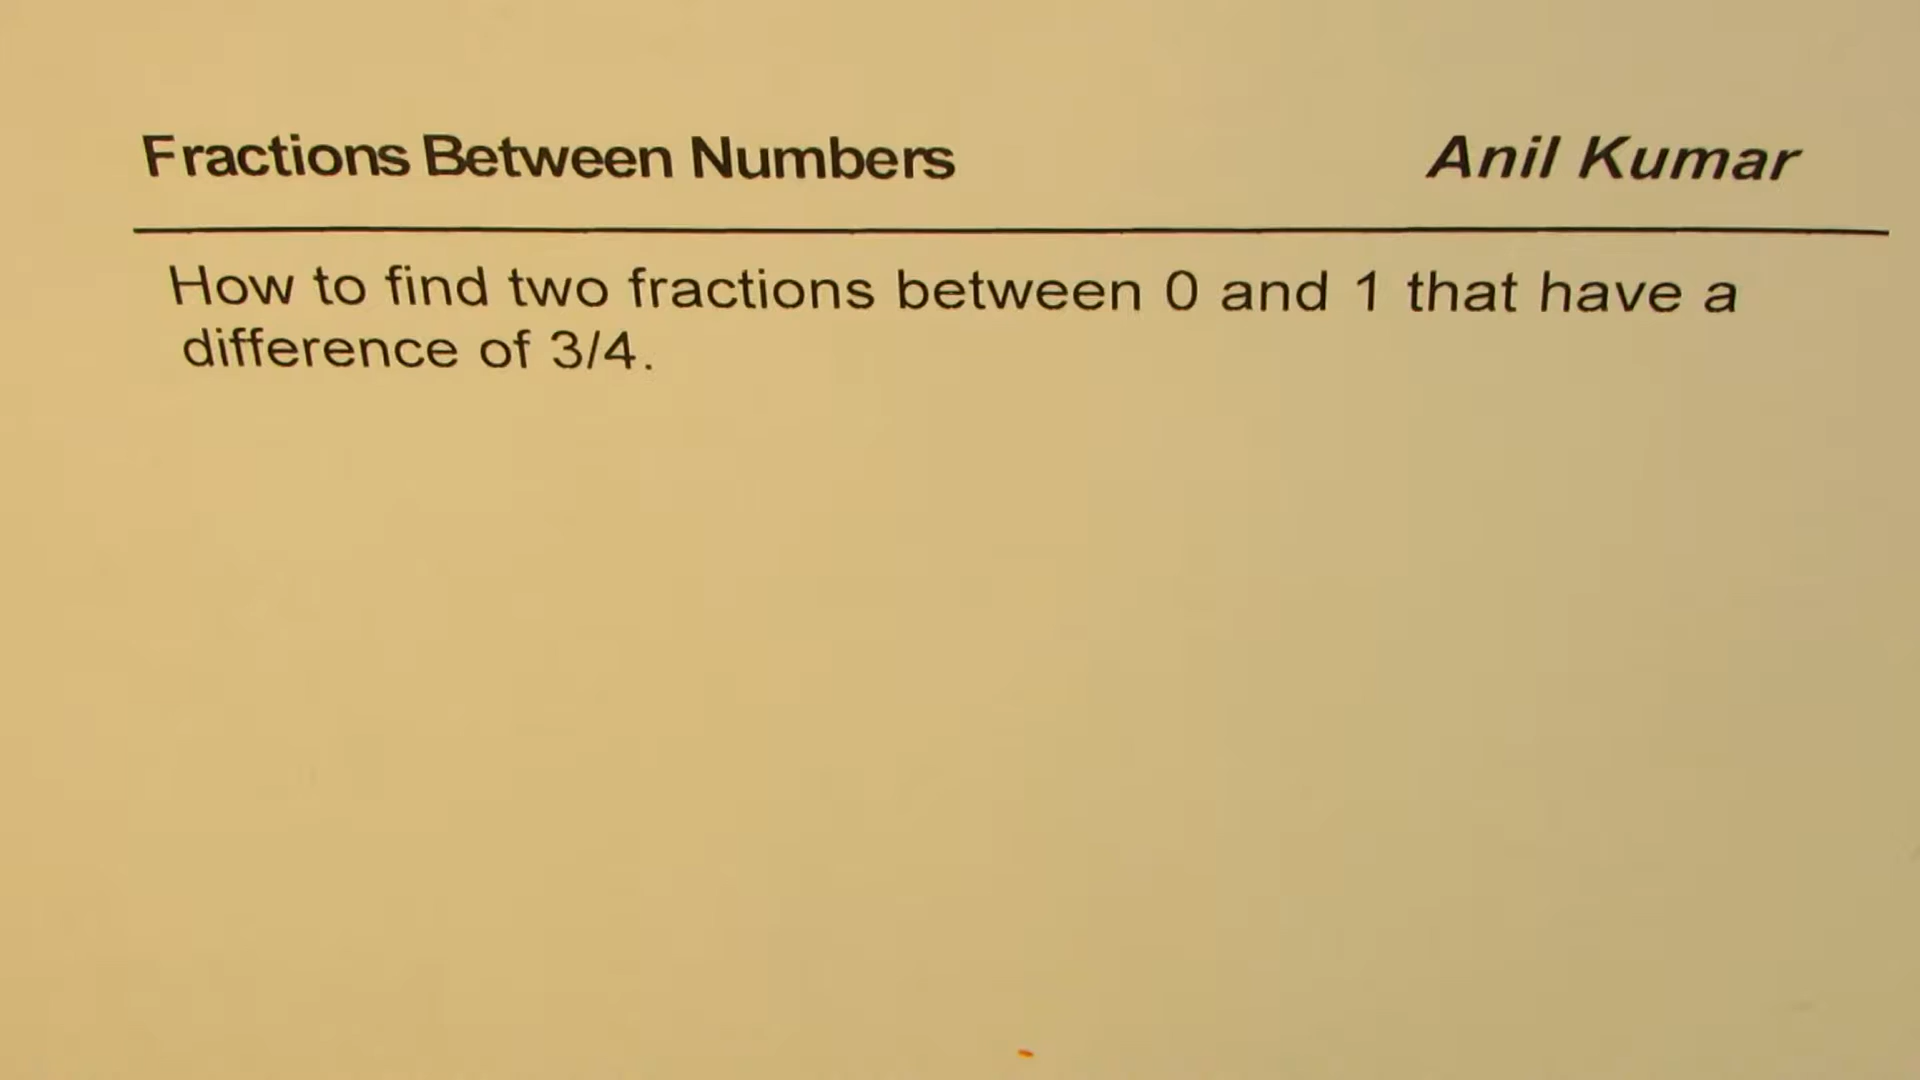 Fractions Between Numbers Anil Kumar
How to find two fractions between 0 and 1 that have a
difference of 3/4.